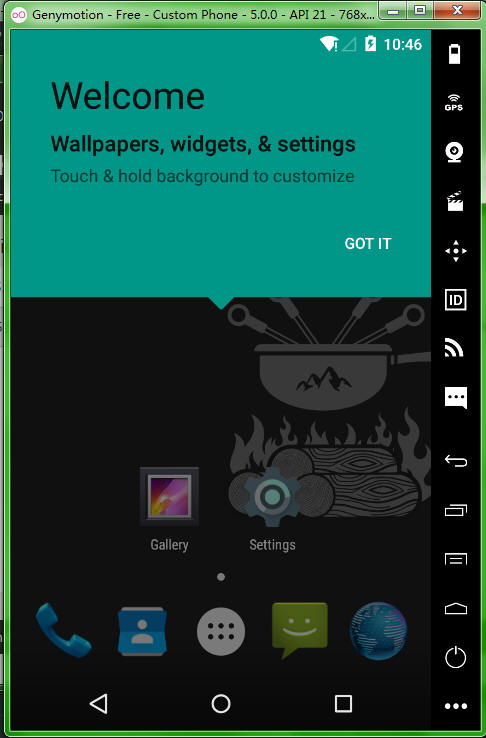 Genymotion - Free - Custom Phone - 5.0.0 - API 21 - 768x...
10:46
Welcome
Wallpapers, widgets, & settings
Touch & hold background to customize
GOT IT
GPS
ID
Gallery
Settings